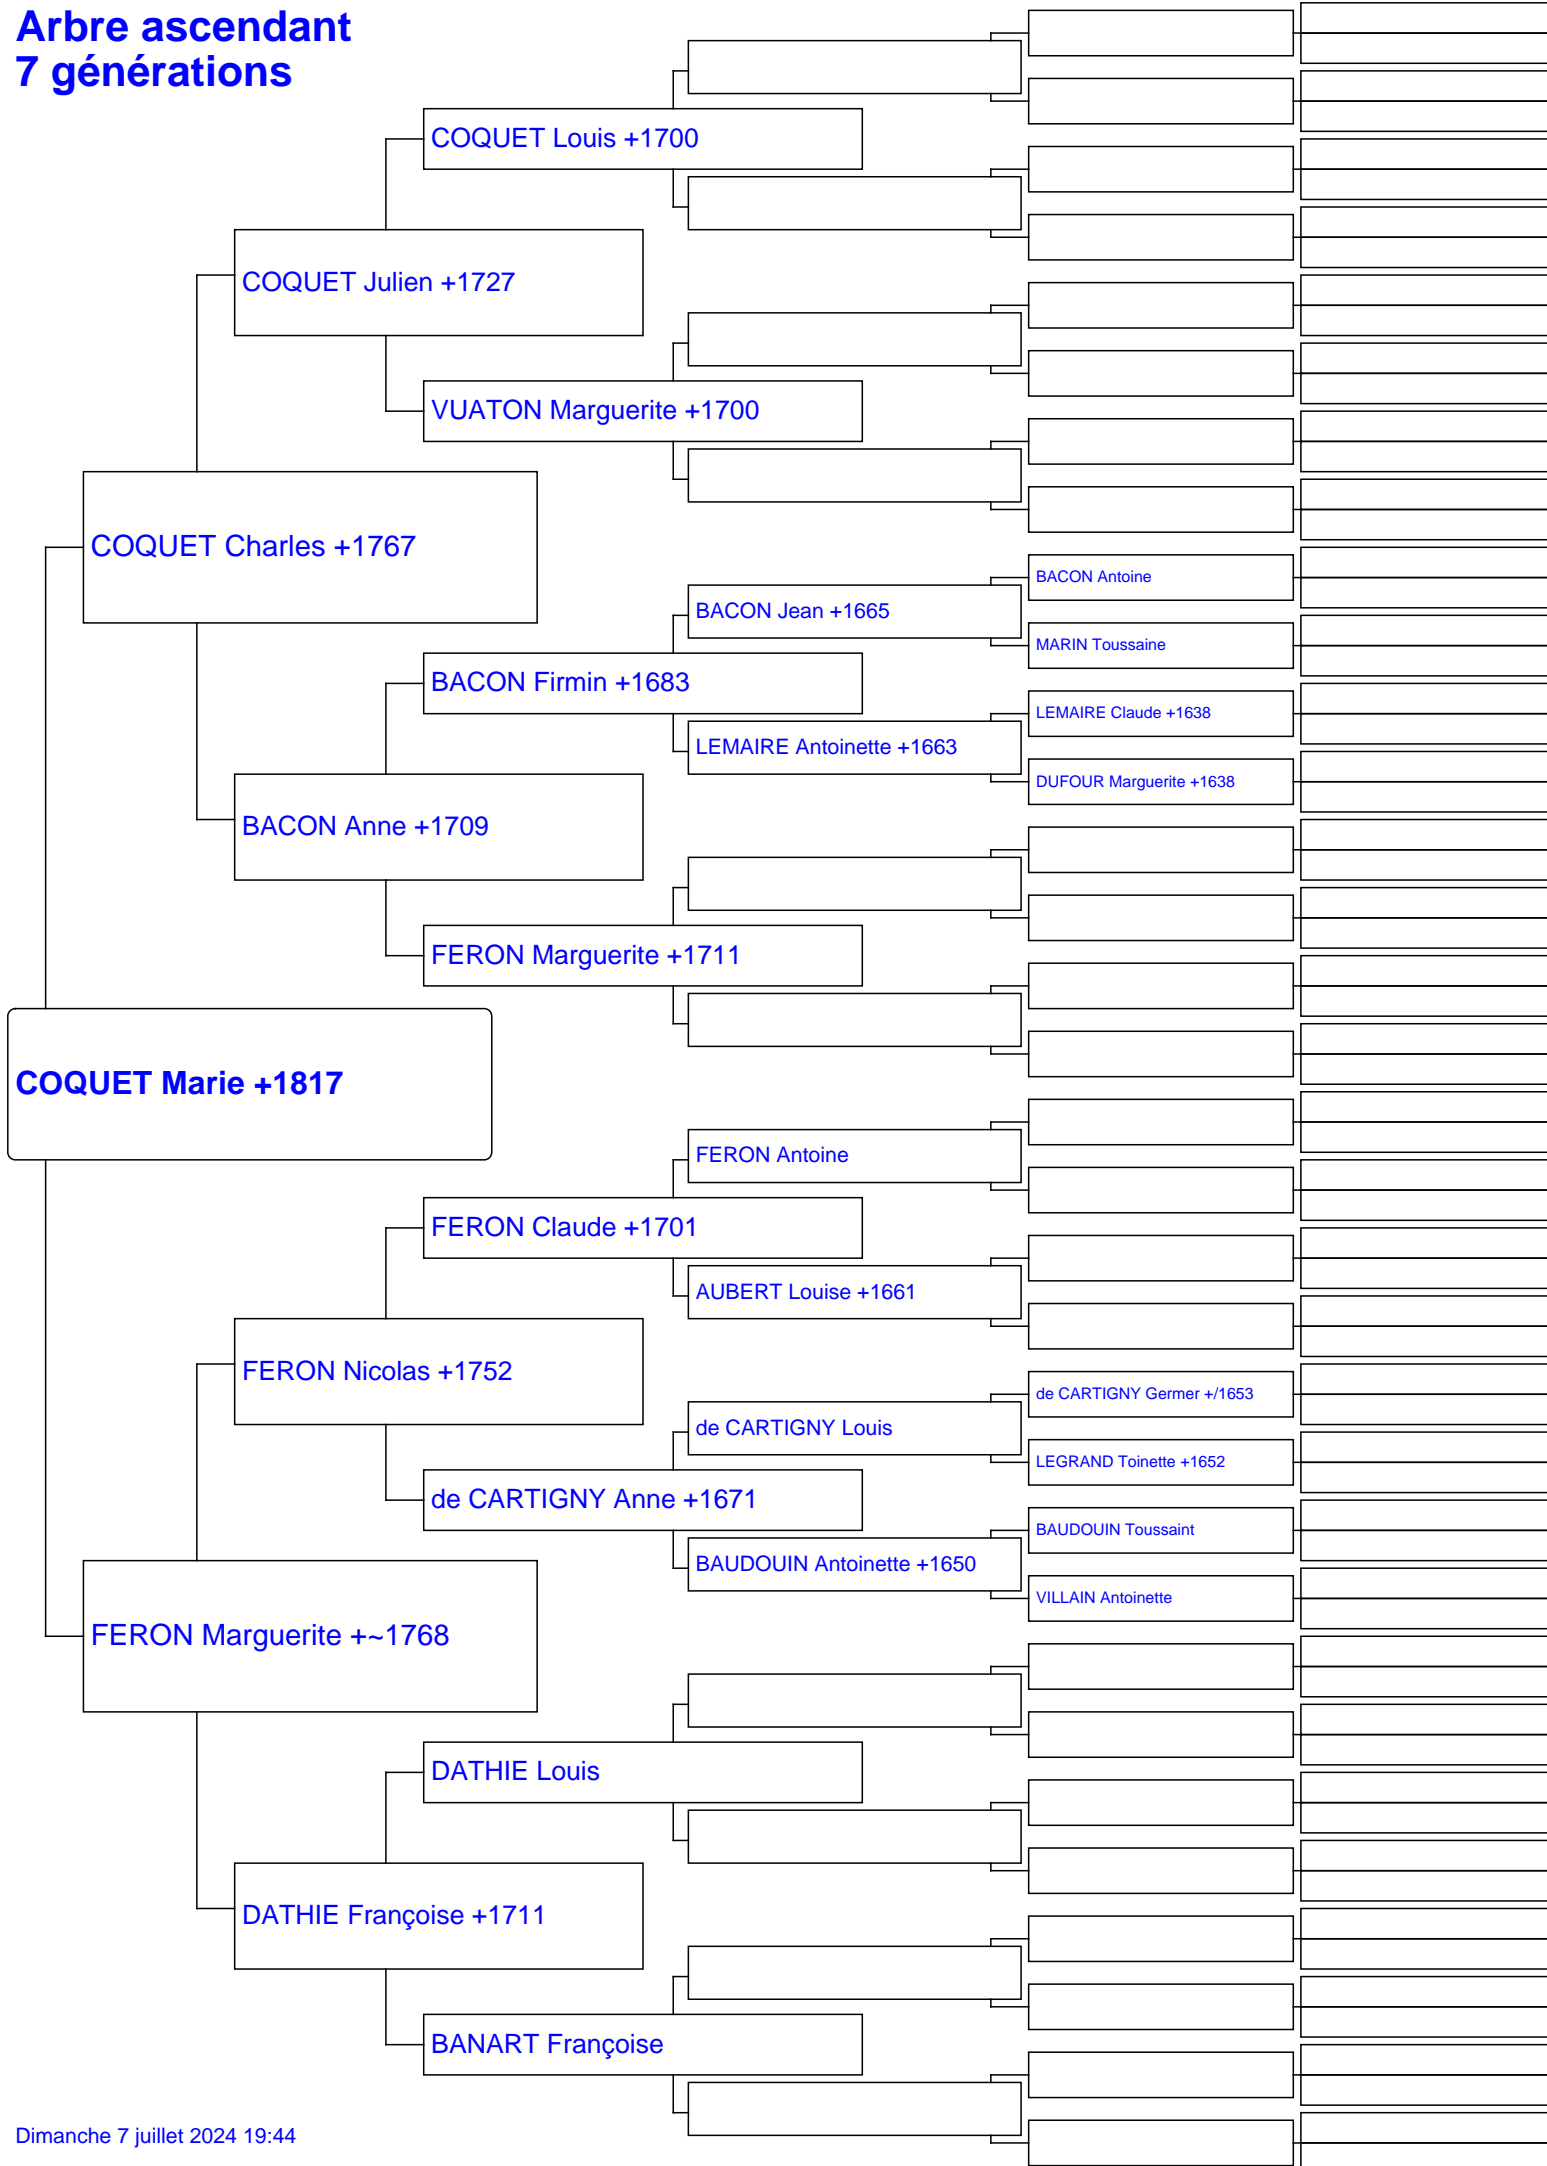 Arbre ascendant
7 générations
COQUET Louis +1700
COQUET Julien +1727
VUATON Marguerite +1700
COQUET Charles +1767
BACON Antoine
BACON Jean +1665
MARIN Toussaine
BACON Firmin +1683
LEMAIRE Claude +1638
LEMAIRE Antoinette +1663
DUFOUR Marguerite +1638
BACON Anne +1709
FERON Marguerite +1711
COQUET Marie +1817
FERON Antoine
FERON Claude +1701
AUBERT Louise +1661
FERON Nicolas +1752
de CARTIGNY Germer +/1653
de CARTIGNY Louis
LEGRAND Toinette +1652
de CARTIGNY Anne +1671
BAUDOUIN Toussaint
BAUDOUIN Antoinette +1650
VILLAIN Antoinette
FERON Marguerite +~1768
DATHIE Louis
DATHIE Françoise +1711
BANART Françoise
Dimanche 7 juillet 2024 19:44